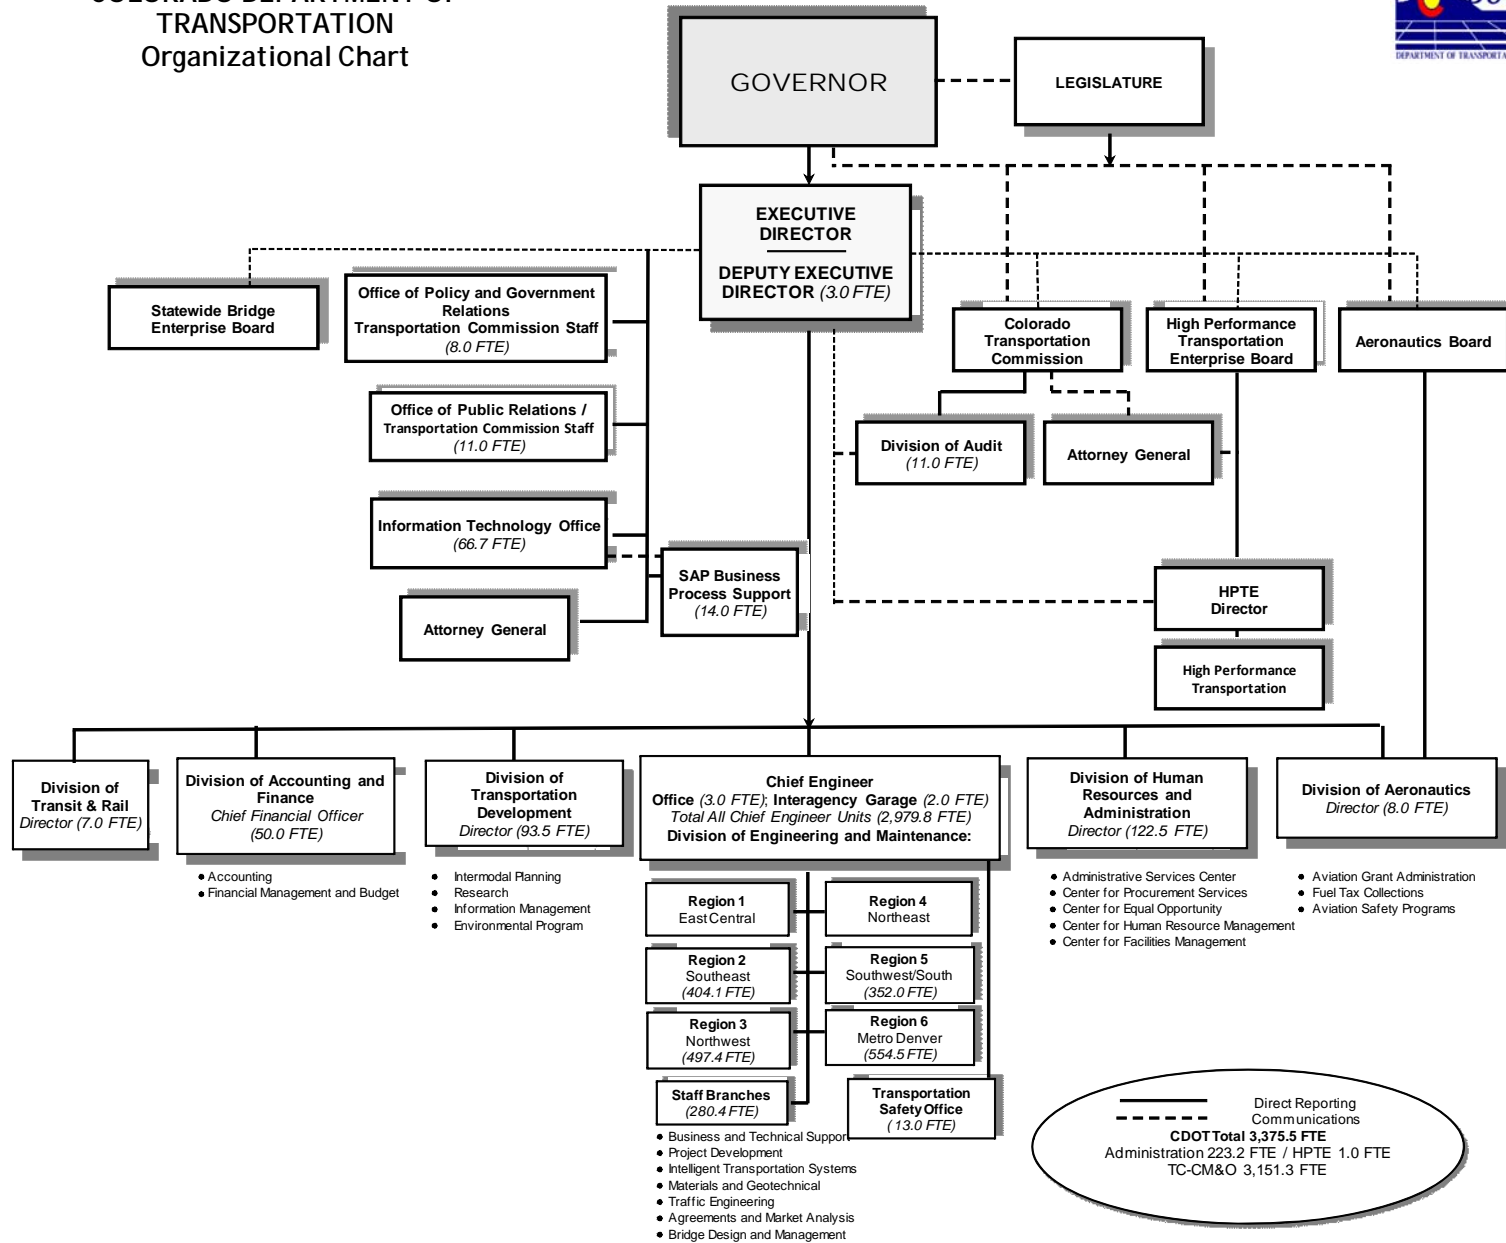 COLORADO DEPARTMENT OF
TRANSPORTATION
Organizational Chart
DEPARTMENT OF TRANSPORTA
GOVERNOR
LEGISLATURE
EXECUTIVE
DIRECTOR
DEPUTY EXECUTIVE
DIRECTOR (3.0 FTE)
Statewide Bridge
Enterprise Board
Office of Policy and Government
Relations
Transportation Commission Staff
(8.0 FTE)
Colorado
Transportation
Commission
High Performance
Transportation
Enterprise Board
Aeronautics Board
Office of Public Relations /
Transportation Commission Staff
(11.0 FTE)
Division of Audit
(11.0 FTE)
Attorney General
Information Technology Office
(66.7 FTE)
SAP Business
Process Support
(14.0 FTE)
Attorney General
HPTE
Director
High Performance
Transportation
Division of
Transit & Rail
Director (7.0 FTE)
Division of Accounting and
Finance
Chief Financial Officer
(50.0 FTE)
• Accounting
• Financial Management and Budget
Division of
Transportation
Development
Director (93.5 FTE)
• Intermodal Planning
• Research
• Information Management
• Environmental Program
Chief Engineer
Office (3.0 FTE); Interagency Garage (2.0 FTE)
Total All Chief Engineer Units (2,979.8 FTE)
Division of Engineering and Maintenance:
Division of Human
Resources and
Administration
Director (122.5 FTE)
• Administrative Services Center
• Center for Procurement Services
• Center for Equal Opportunity
• Center for Human Resource Management
• Center for Facilities Management
Division of Aeronautics
Director (8.0 FTE)
• Aviation Grant Administration
• Fuel Tax Collections
• Aviation Safety Programs
Region 1
East Central
Region 4
Northeast
Region 2
Southeast
(404.1 FTE)
Region 5
Southwest/South
(352.0 FTE)
Region 3
Northwest
(497.4 FTE)
Region 6
Metro Denver
(554.5 FTE)
Staff Branches
(280.4 FTE)
Transportation
Safety Office
( 13.0 FTE)
• Business and Technical Support
• Project Development
• Intelligent Transportation Systems
• Materials and Geotechnical
• Traffic Engineering
• Agreements and Market Analysis
• Bridge Design and Management
Direct Reporting
Communications
CDOT Total 3,375.5 FTE
Administration 223.2 FTE / HPTE 1.0 FTE
TC-CM&O 3,151.3 FTE